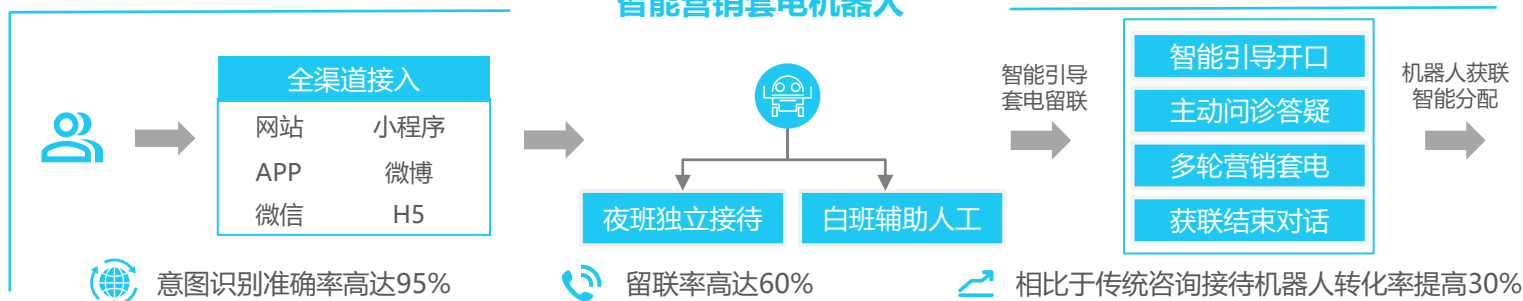 智能营销套电机器人
全渠道接入
网站 小程序
APP 微博
微信 H5
夜班独立接待
白班辅助人工
智能引导
套电留联
智能引导开口
主动问诊答疑
多轮营销套电
获联结束对话
机器人获联
智能分配
意图识别准确率高达95%
留联率高达60%
相比于传统咨询接待机器人转化率提高30%